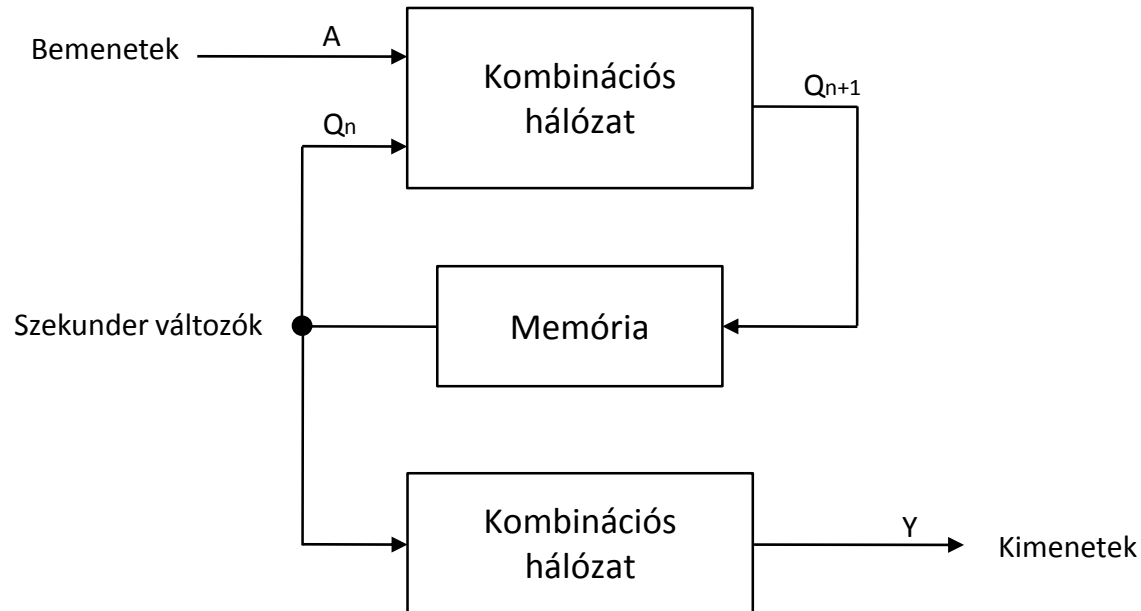 Bemenetek
A
Kombinációs
hálózat
Qn+1
Qn
Szekunder változók
Memória
Kombinációs
hálózat
Y
Kimenetek